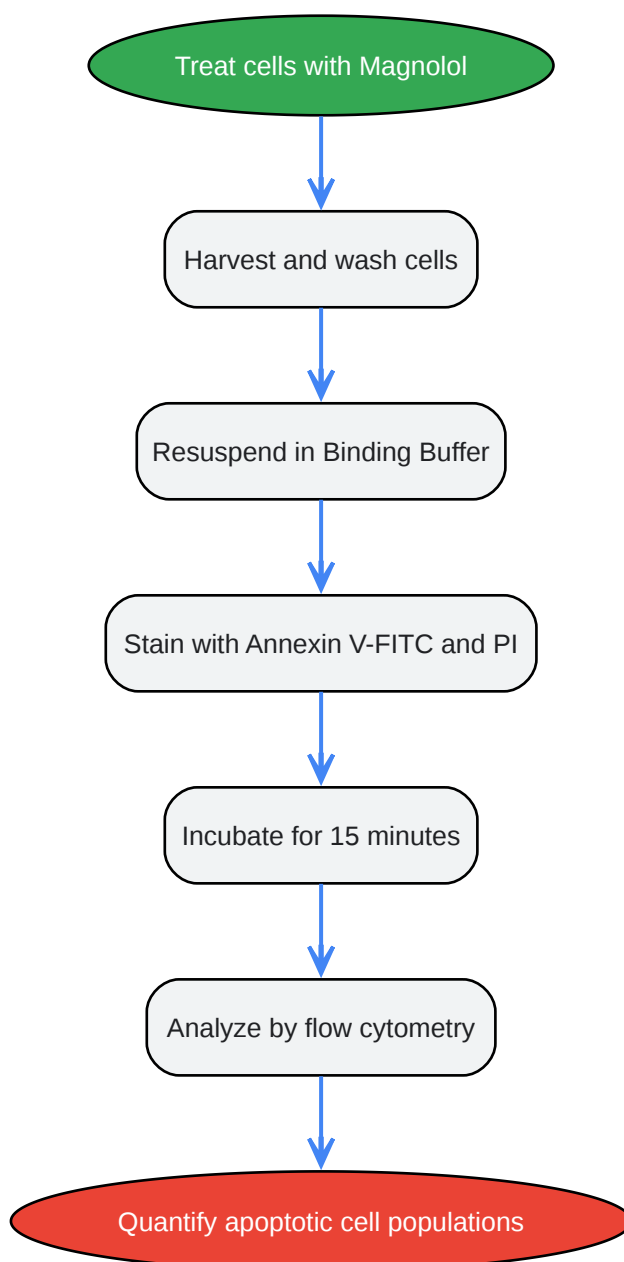 Treat cells with Magnolol
Harvest and wash cells
Resuspend in Binding Buffer
Stain with Annexin V-FITC and PI
Incubate for 15 minutes
Analyze by flow cytometry
Quantify apoptotic cell populations